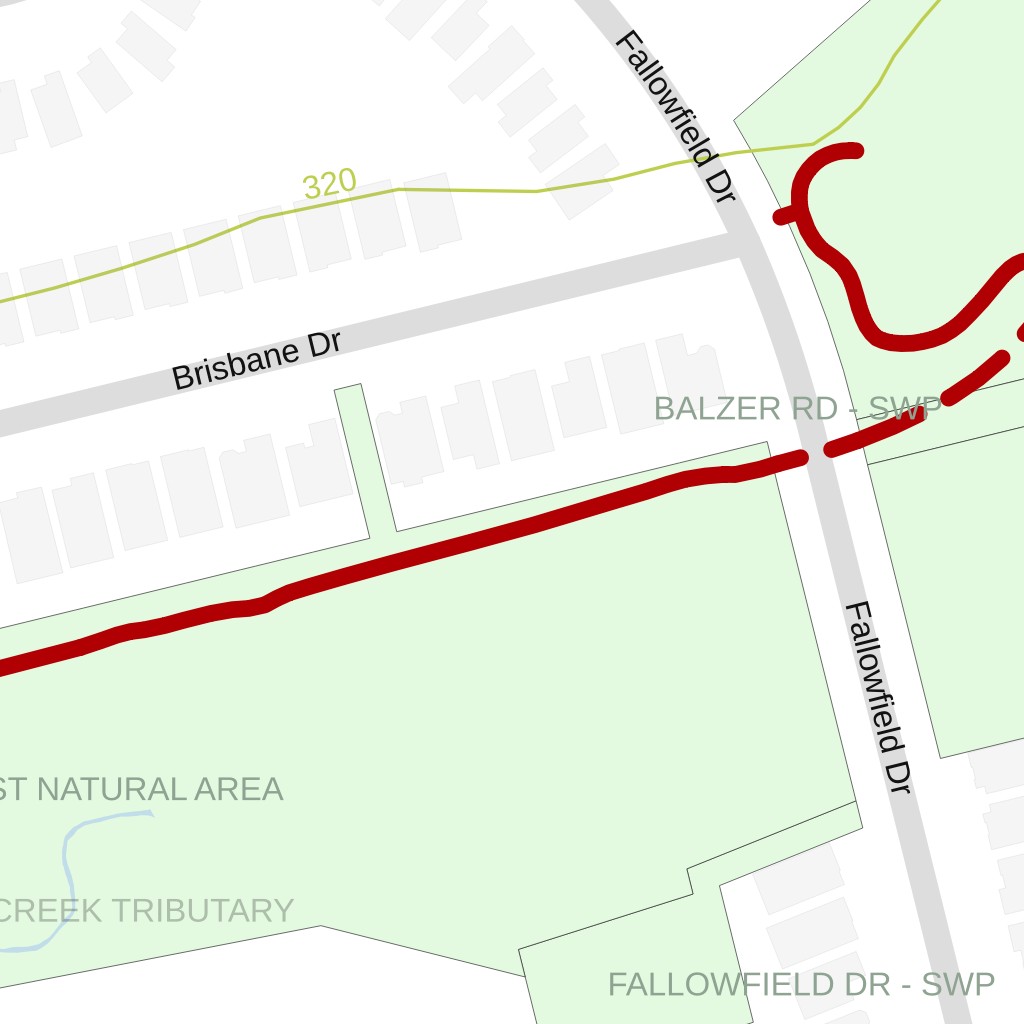 Fallowfield Dr
320
Brisbane Dr
BALZER RD - SWP
Fallowfield Dr
ST NATURAL AREA
CREEK TRIBUTARY
FALLOWFIELD DR - SWP